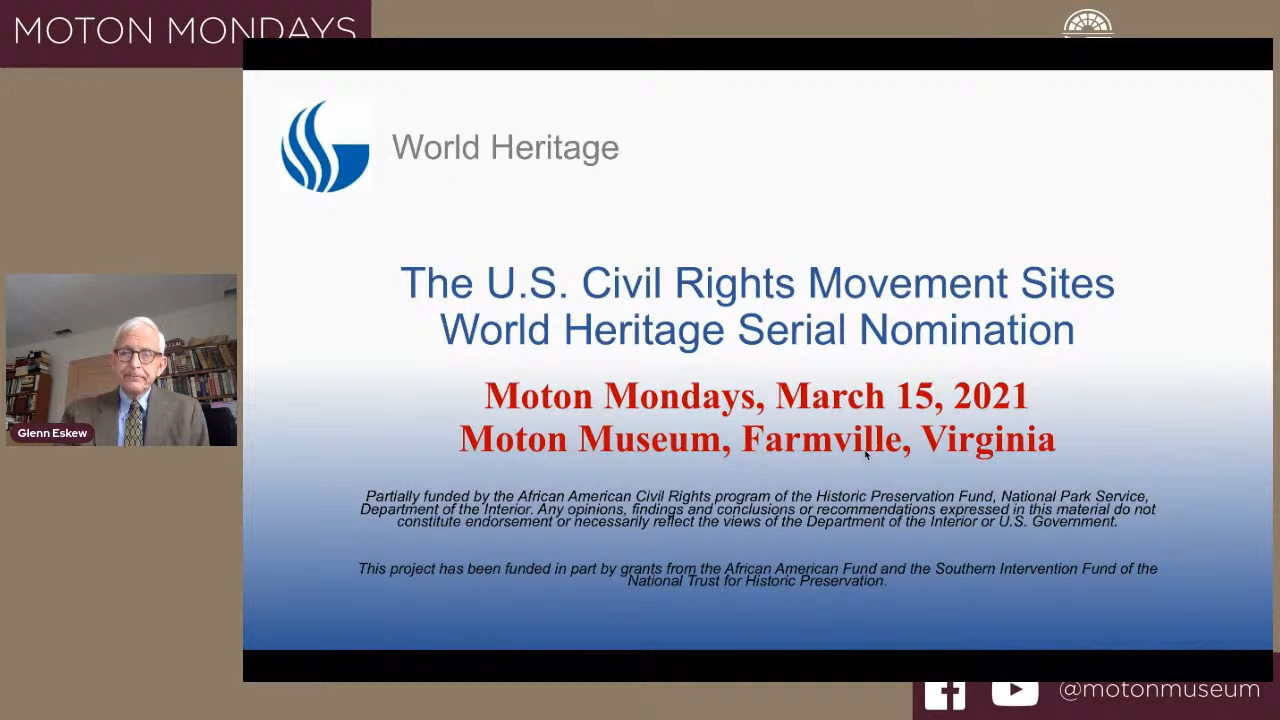 MOTON MONDAYS
World Heritage
The U.S. Civil Rights Movement Sites
World Heritage Serial Nomination
Moton Mondays, March 15, 2021
Moton Museum, Farmville, Virginia
Glenn Eskew
Partially funded by the African American Civil Rights program of the Historic Preservation Fund, National Park Service,
Department of the Interior. Any opinions, findings and conclusions or recommendations expressed in this material do not
constitute endorsement or necessarily reflect the views of the Department of the Interior or U.S. Government.
This project has been funded in part by grants from the African American Fund and the Southern Intervention Fund of the
National Trust for Historic Preservation.
@motonmuseum